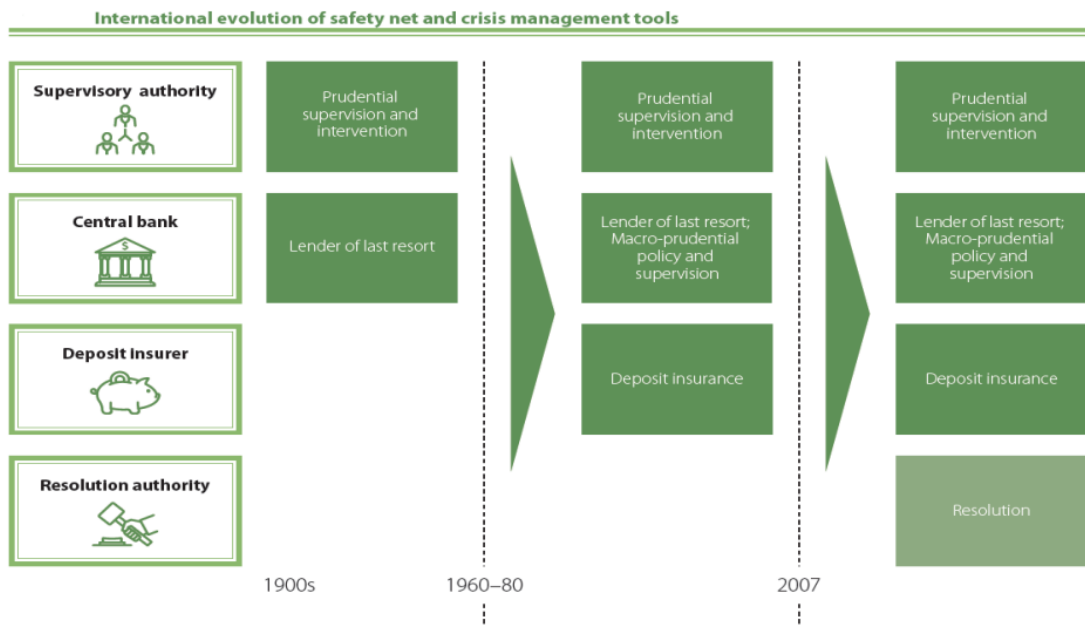 International evolution of safety net and crisis management tools
Supervisory authority
Prudential
supervision and
intervention
Prudential
supervision and
intervention
Prudential
supervision and
intervention
Central bank
$
Lender of last resort
Lender of last resort;
Macro-prudential
policy and
supervision
Lender of last resort;
Macro-prudential
policy and
supervision
Deposit insurer
Deposit insurance
Deposit insurance
Resolution authority
Resolution
1900s
1960–80
2007